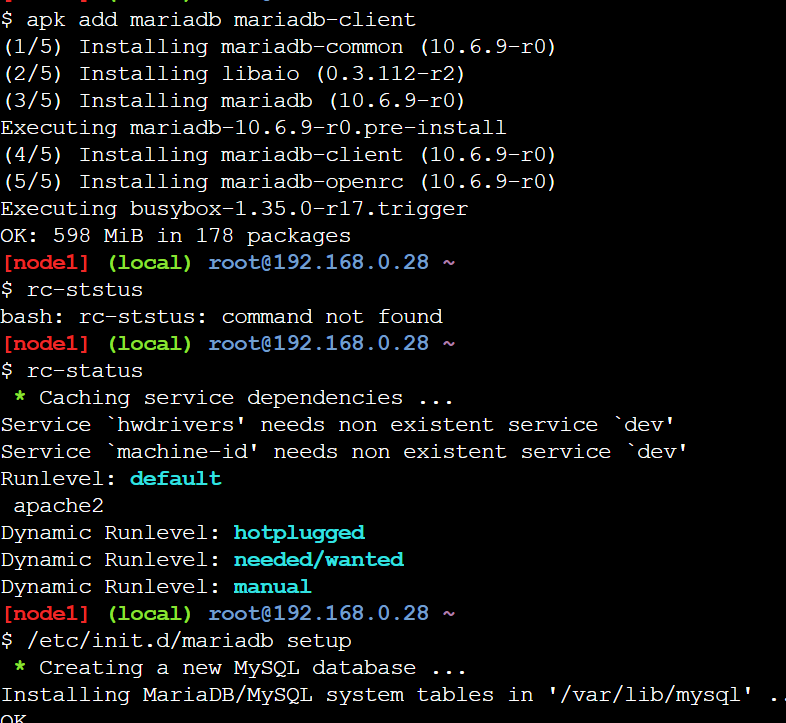 $ apk add mariadb mariadb-client
(1/5) Installing mariadb-common (10.6.9-r0)
(2/5) Installing libaio (0.3.112-r2)
(3/5) Installing mariadb (10.6.9-r0)
Executing mariadb-10.6.9-r0.pre-install
(4/5) Installing mariadb-client (10.6.9-r0)
(5/5) Installing mariadb-openrc (10.6.9-r0)
Executing busybox-1.35.0-r17.trigger
OK: 598 MiB in 178 packages
[node1] (local) root@192.168.0.28 ~
$ rc-ststus
bash: rc-ststus: command not found
[node1] (local) root@192.168.0.28 ~
$ rc-status
 * Caching service dependencies ...
Service `hwdrivers' needs non existent service `dev'
Service `machine-id' needs non existent service `dev'
Runlevel: default
 apache2
Dynamic Runlevel: hotplugged
Dynamic Runlevel: needed/wanted
Dynamic Runlevel: manual
[node1] (local) root@192.168.0.28 ~
$ /etc/init.d/mariadb setup
 * Creating a new MySQL database ...
Installing MariaDB/MySQL system tables in '/var/lib/mysql' ..
OK